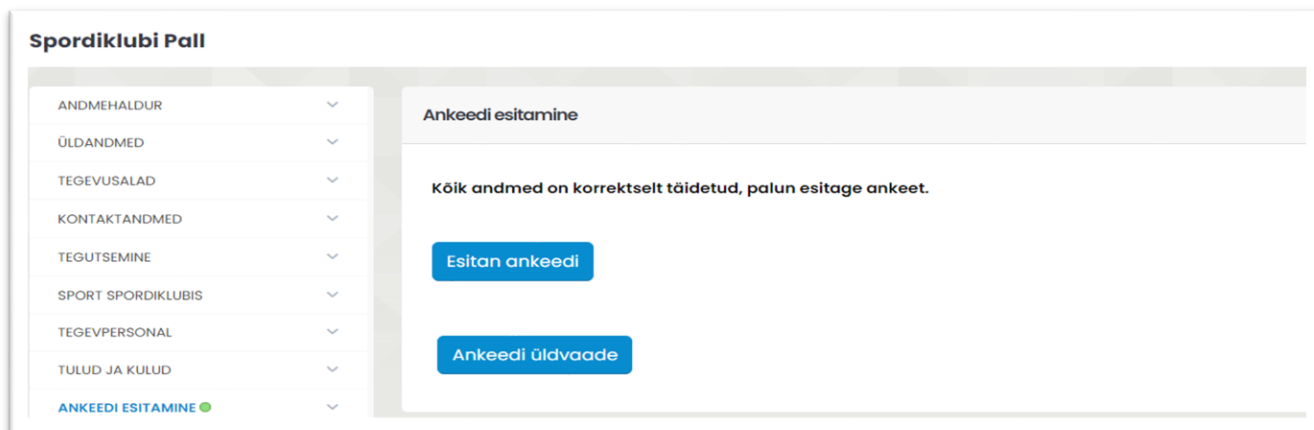 Spordiklubi Pall
ANDMEHALDUR
ÜLDANDMED
TEGEVUSALAD
KONTAKTANDMED
TEGUTSEMINE
SPORT SPORDIKLUBIS
TEGEVPERSONAL
TULUD JA KULUD
ANKEEDI ESITAMINE
Ankeedi esitamine
Kõik andmed on korrektselt täidetud, palun esitage ankeet.
Esitan ankeedi
Ankeedi üldvaade